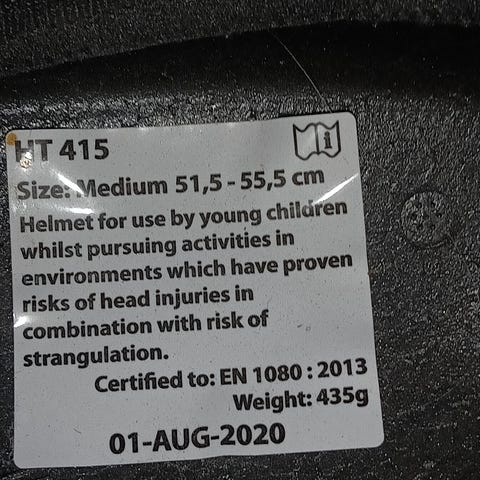 HT 415
Size: Medium 51,5 - 55,5 cm
Helmet for use by young children
whilst pursuing activities in
environments which have proven
risks of head injuries in
combination with risk of
strangulation.
Certified to: EN 1080 : 2013
Weight: 435g
01-AUG-2020